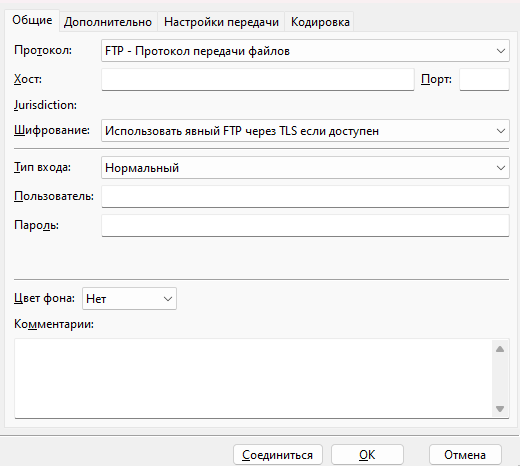 Общие Дополнительно Настройки передачи Кодировка
Протокол: FTP - Протокол передачи файлов
Хост: Порт:
Jurisdiction:
Шифрование: Использовать явный FTP через TLS если доступен
Тип входа: Нормальный
Пользователь:
Пароль:
Цвет фона: Нет
Комментарии:
Соединиться OK Отмена